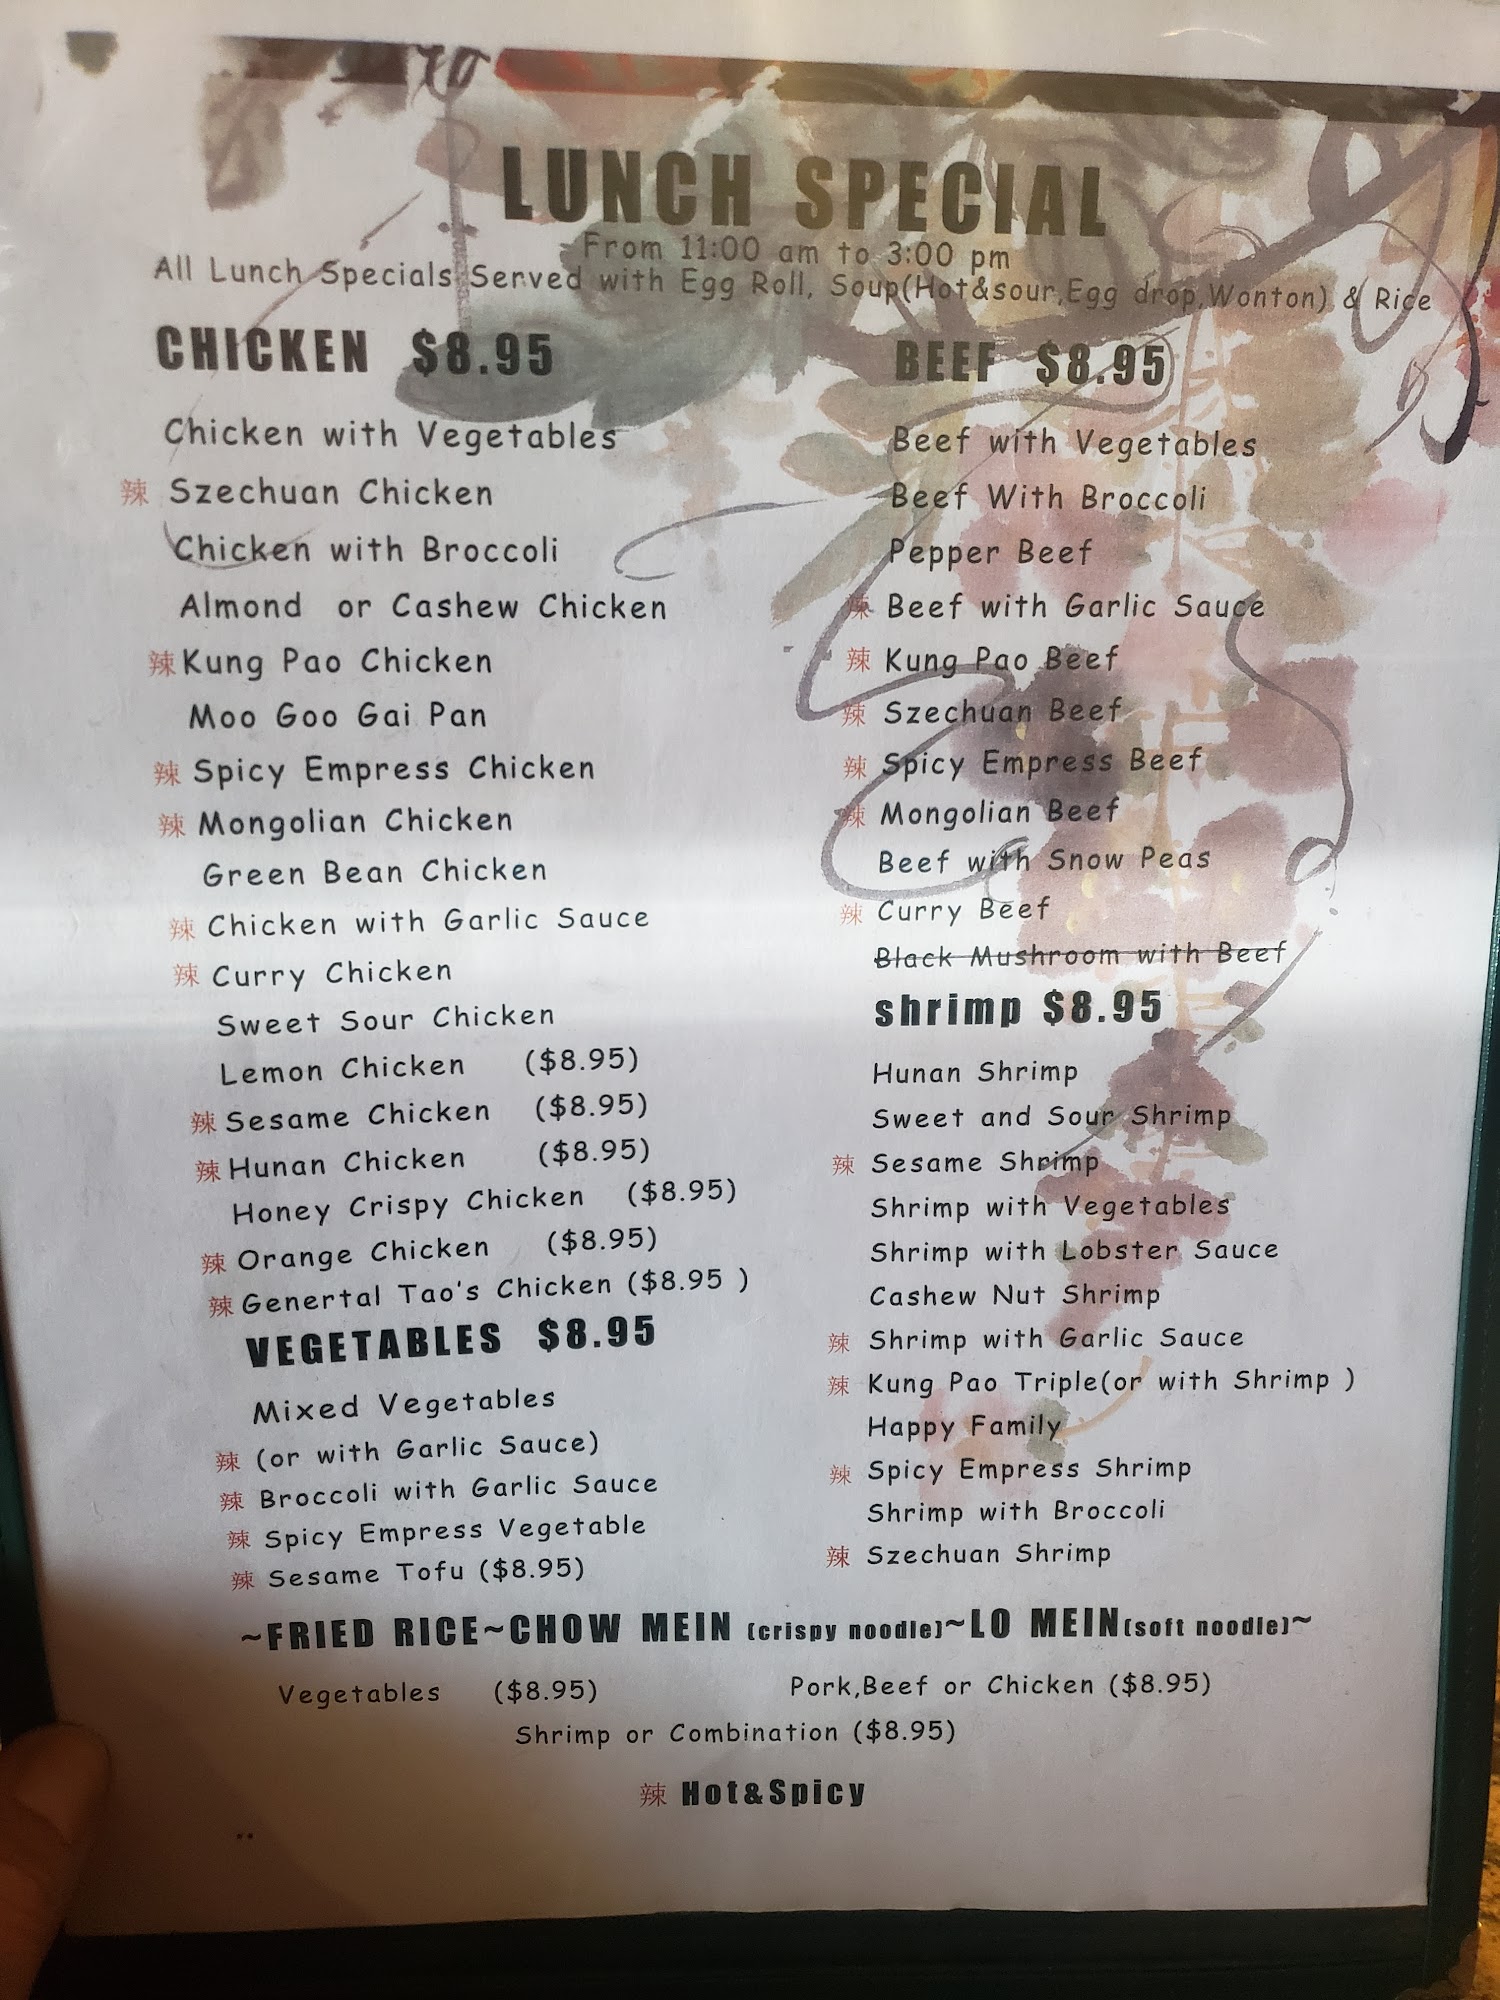 LUNCH SPECIAL
From 11:00 am to 3:00 pm
All Lunch Specials Served with Egg Roll, Soup(Hot&sour,Egg drop,Wonton) & Rice
CHICKEN $8.95
Chicken with Vegetables
辣 Szechuan Chicken
Chicken with Broccoli
Almond or Cashew Chicken
辣 Kung Pao Chicken
Moo Goo Gai Pan
辣 Spicy Empress Chicken
辣 Mongolian Chicken
Green Bean Chicken
辣 Chicken with Garlic Sauce
辣 Curry Chicken
Sweet Sour Chicken
Lemon Chicken ($8.95)
辣 Sesame Chicken ($8.95)
辣 Hunan Chicken ($8.95)
Honey Crispy Chicken ($8.95)
辣 Orange Chicken ($8.95)
辣 Genertal Tao's Chicken ($8.95 )
VEGETABLES $8.95
Mixed Vegetables
辣 (or with Garlic Sauce)
辣 Broccoli with Garlic Sauce
辣 Spicy Empress Vegetable
辣 Sesame Tofu ($8.95)
BEEF $8.95
Beef with Vegetables
Beef With Broccoli
Pepper Beef
辣 Beef with Garlic Sauce
辣 Kung Pao Beef
辣 Szechuan Beef
辣 Spicy Empress Beef
辣 Mongolian Beef
Beef with Snow Peas
辣 Curry Beef
Black Mushroom with Beef
shrimp $8.95
Hunan Shrimp
Sweet and Sour Shrimp
辣 Sesame Shrimp
Shrimp with Vegetables
Shrimp with Lobster Sauce
Cashew Nut Shrimp
辣 Shrimp with Garlic Sauce
辣 Kung Pao Triple(or with Shrimp )
Happy Family
辣 Spicy Empress Shrimp
Shrimp with Broccoli
辣 Szechuan Shrimp
~FRIED RICE~CHOW MEIN (crispy noodle)~LO MEIN(soft noodle)~
Vegetables ($8.95) Pork,Beef or Chicken ($8.95)
Shrimp or Combination ($8.95)
辣 Hot&Spicy